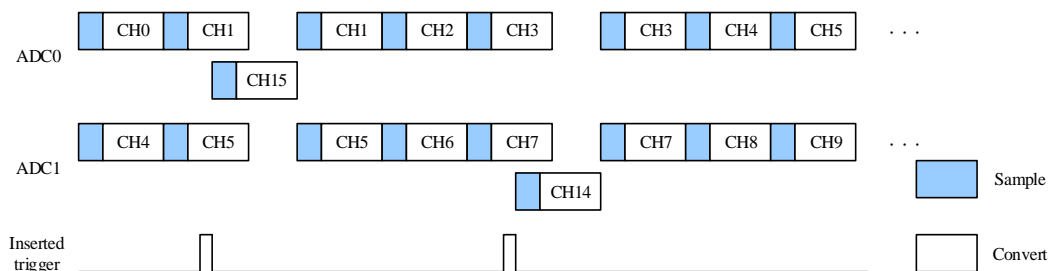 CH0 CH1 CH1 CH2 CH3 CH3 CH4 CH5 . . .
ADC0
CH15
CH4 CH5 CH5 CH6 CH7 CH7 CH8 CH9 . . .
ADC1
CH14
Sample
Inserted
trigger
Convert